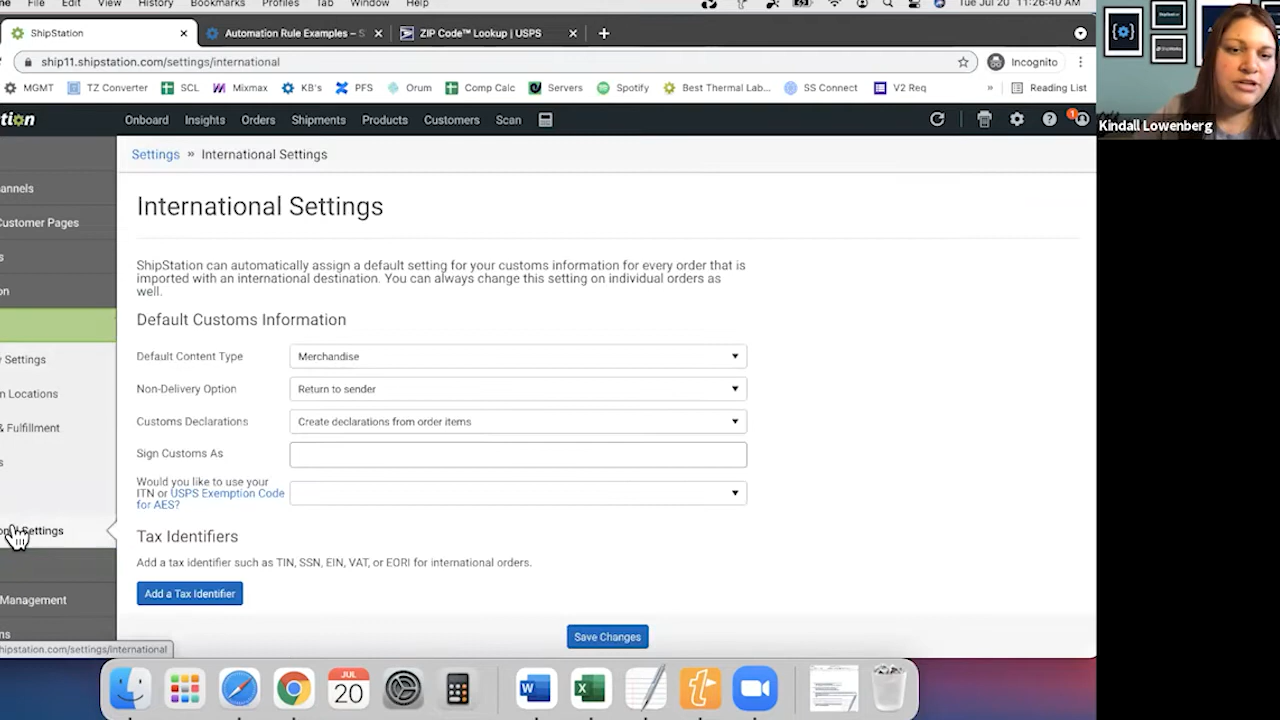 File Edit View History Bookmarks Profiles Tab Window Help Tue Jul 20 11:26:40 AM
ShipStation Automation Rule Examples – S ZIP Code™ Lookup | USPS
ship11.shipstation.com/settings/international Incognito
MGMT TZ Converter SCL Mixmax KB's PFS Orum Comp Calc Servers Spotify Best Thermal Lab... SS Connect V2 Req » Reading List
tion Onboard Insights Orders Shipments Products Customers Scan 1
Kindall Lowenberg
Settings » International Settings
annels
Customer Pages
s
on
Settings
n Locations
& Fulfillment
s
on Settings
Management
ms
hipstation.com/settings/international
International Settings
ShipStation can automatically assign a default setting for your customs information for every order that is
imported with an international destination. You can always change this setting on individual orders as
well.
Default Customs Information
Default Content Type Merchandise
Non-Delivery Option Return to sender
Customs Declarations Create declarations from order items
Sign Customs As
Would you like to use your
ITN or USPS Exemption Code
for AES?
Tax Identifiers
Add a tax identifier such as TIN, SSN, EIN, VAT, or EORI for international orders.
Add a Tax Identifier
Save Changes
JUL
20